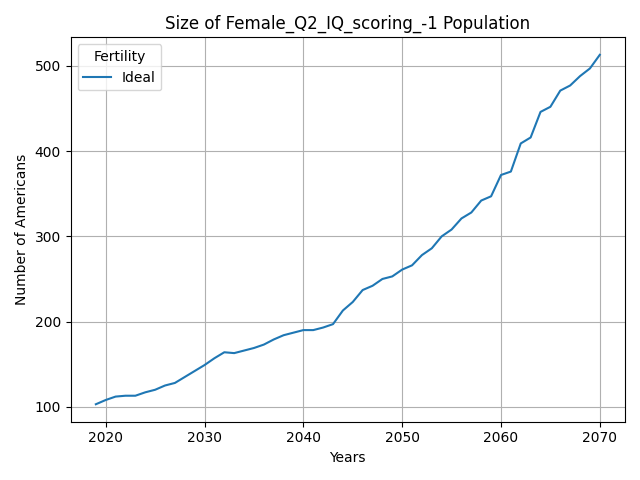 Size of Female_Q2_IQ_scoring_-1 Population
Fertility
Ideal
Number of Americans
500
400
300
200
100
2020 2030 2040 2050 2060 2070
Years